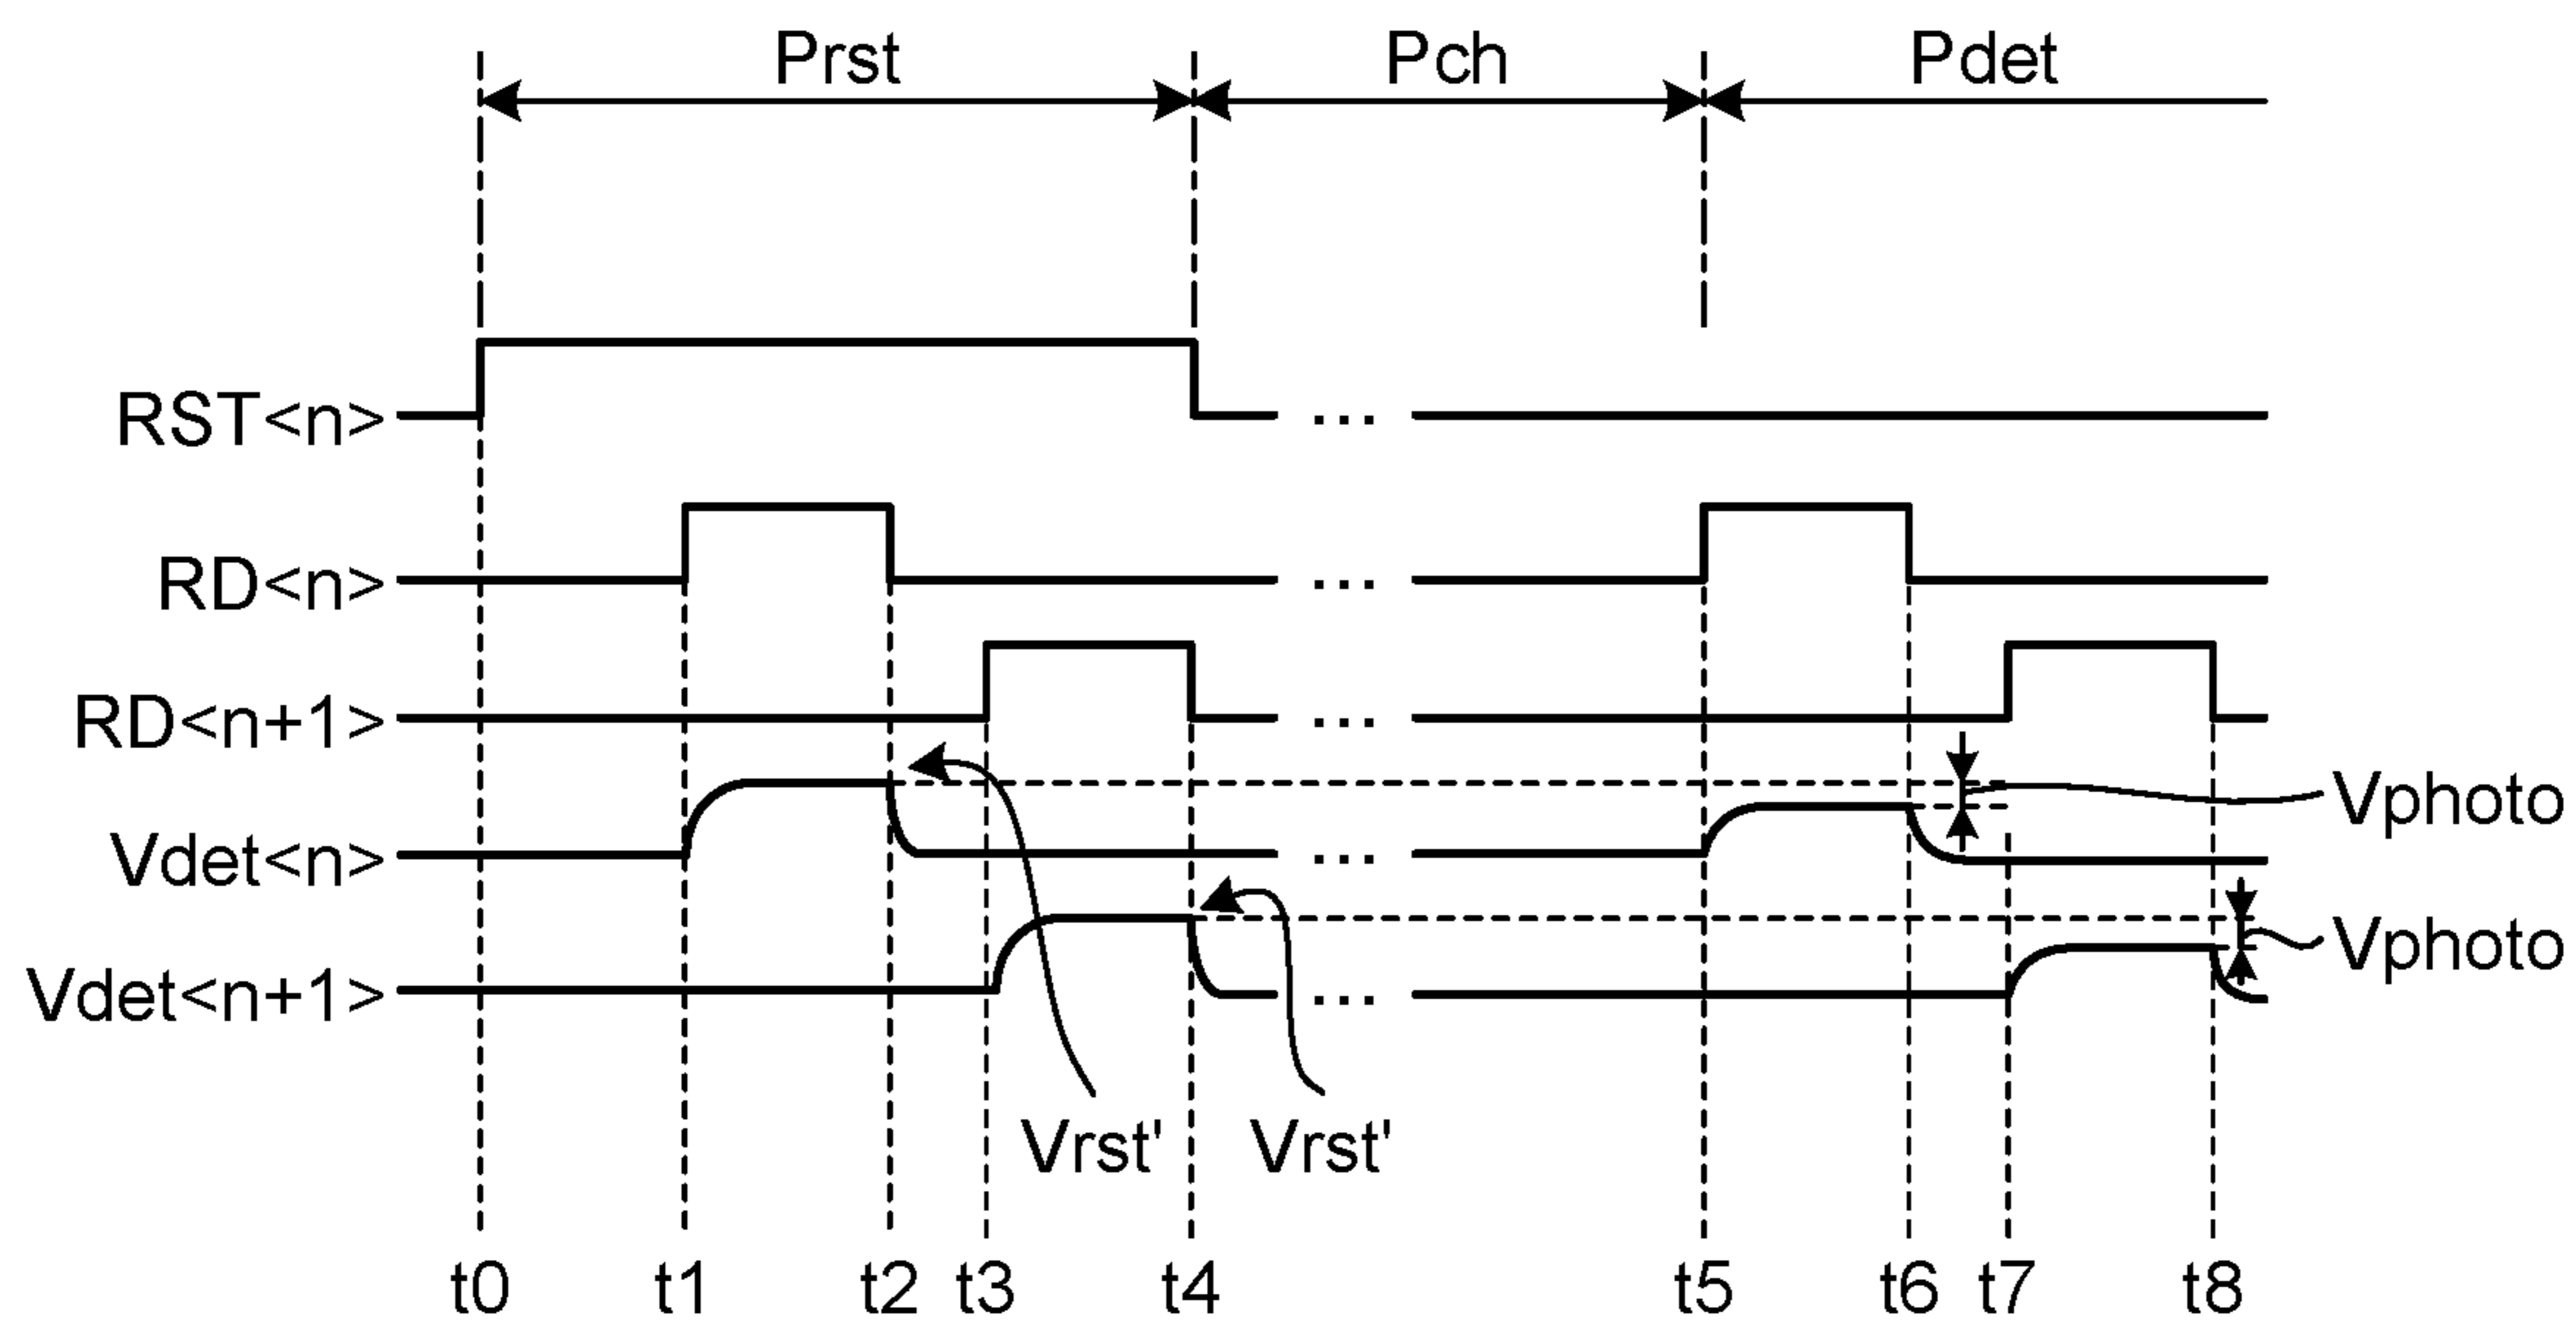 Prst Pch Pdet
RST<n> ...
RD<n> ...
RD<n+1> ...
Vdet<n> ... Vphoto
Vdet<n+1> ... Vphoto
Vrst' Vrst'
t0 t1 t2 t3 t4 t5 t6 t7 t8